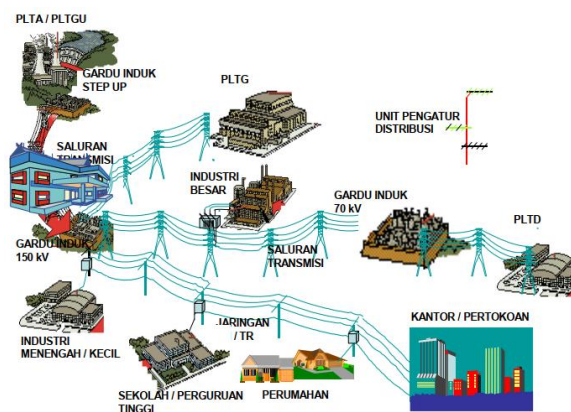 PLTA / PLTGU
GARDU INDUK
STEP UP
PLTG
UNIT PENGATUR
DISTRIBUSI
SALURAN
TRANSMISI
INDUSTRI
BESAR
GARDU INDUK
70 kV
PLTD
GARDU INDUK
150 kV
SALURAN
TRANSMISI
INDUSTRI
MENENGAH / KECIL
JARINGAN
/ TR
KANTOR / PERTOKOAN
SEKOLAH / PERGURUAN
TINGGI
PERUMAHAN